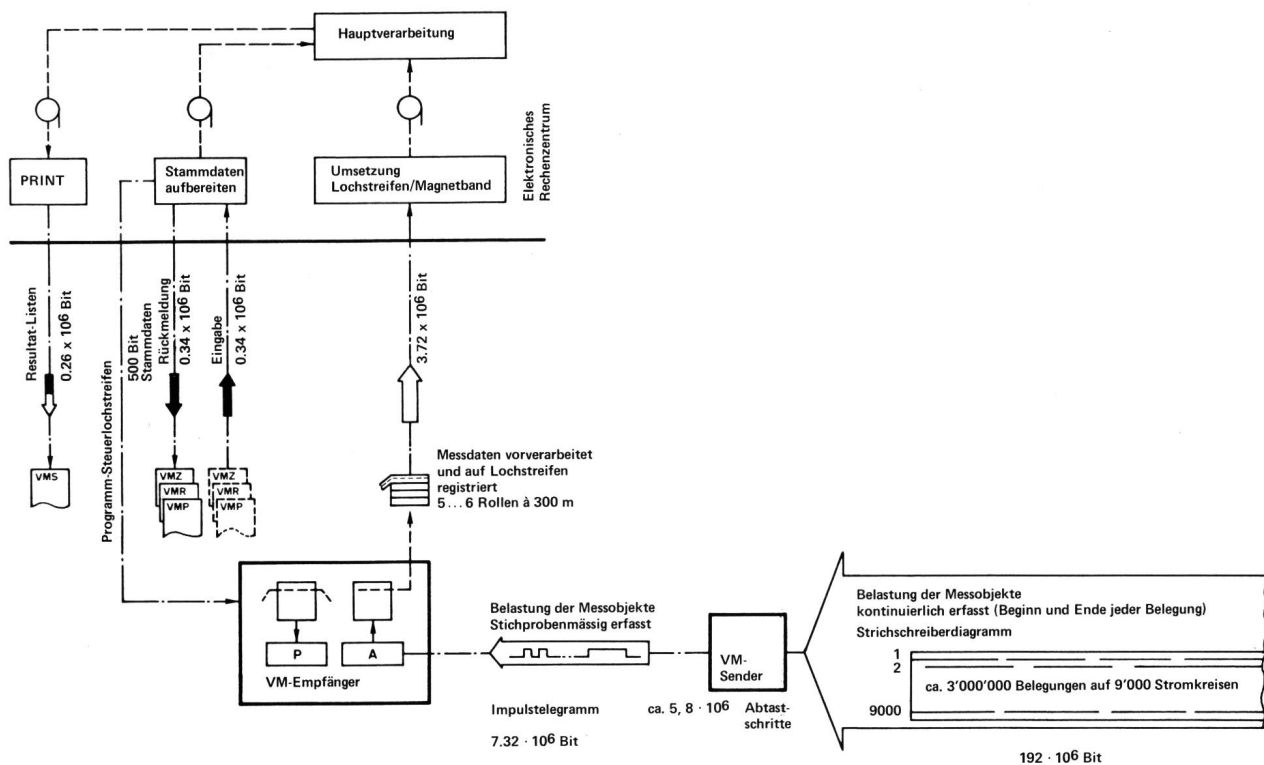 Hauptverarbeitung
PRINT
Stammdaten
aufbereiten
Umsetzung
Lochstreifen/Magnetband
Elektronisches
Rechenzentrum
Resultat-Listen
0.26 x 10⁶ Bit
Programm-Steuerlochstreifen
500 Bit
Stammdaten
Rückmeldung
0.34 x 10⁶ Bit
Eingabe
0.34 x 10⁶ Bit
3.72 x 10⁶ Bit
VMS
VMZ
VMR
VMP
VMZ
VMR
VMP
Messdaten vorverarbeitet
und auf Lochstreifen
registriert
5 ... 6 Rollen à 300 m
P
A
VM-Empfänger
Belastung der Messobjekte
Stichprobenmässig erfasst
Impulstelegramm
7.32 · 10⁶ Bit
VM-
Sender
ca. 5, 8 · 10⁶ Abtast-
schritte
Belastung der Messobjekte
kontinuierlich erfasst (Beginn und Ende jeder Belegung)
Strichschreiberdiagramm
1
2
ca. 3'000'000 Belegungen auf 9'000 Stromkreisen
9000
192 · 10⁶ Bit